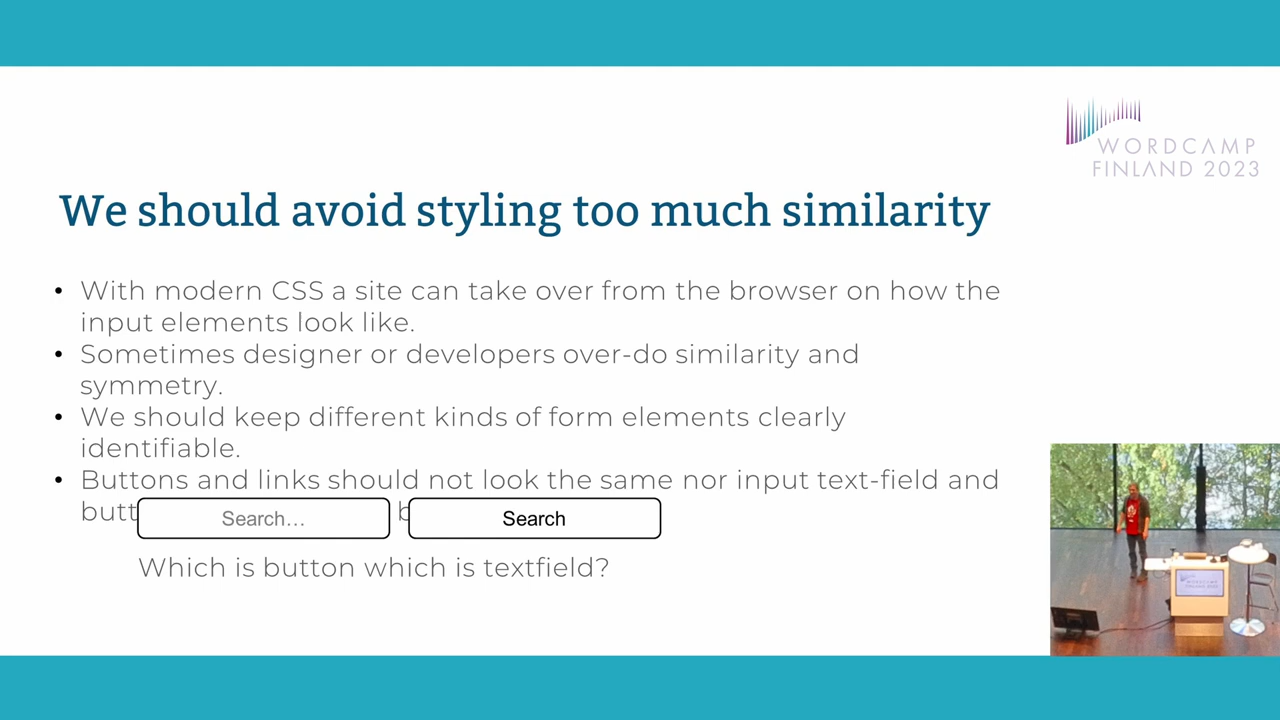 WORDCAMP
FINLAND 2023
We should avoid styling too much similarity
• With modern CSS a site can take over from the browser on how the
input elements look like.
• Sometimes designer or developers over-do similarity and
symmetry.
• We should keep different kinds of form elements clearly
identifiable.
• Buttons and links should not look the same nor input text-field and
Search…
Search
Which is button which is textfield?